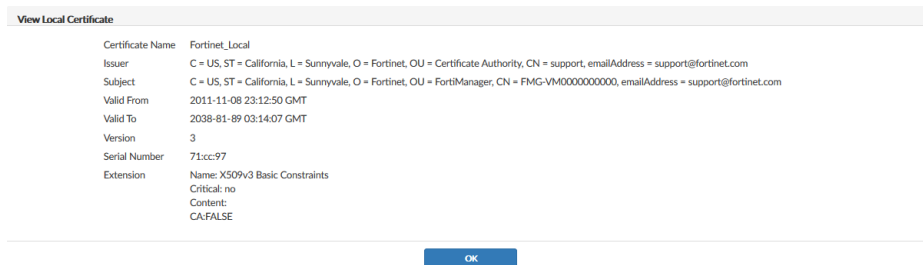 View Local Certificate
Certificate Name Fortinet_Local
Issuer C = US, ST = California, L = Sunnyvale, O = Fortinet, OU = Certificate Authority, CN = support, emailAddress = support@fortinet.com
Subject C = US, ST = California, L = Sunnyvale, O = Fortinet, OU = FortiManager, CN = FMG-VM0000000000, emailAddress = support@fortinet.com
Valid From 2011-11-08 23:12:50 GMT
Valid To 2038-81-89 03:14:07 GMT
Version 3
Serial Number 71:cc:97
Extension Name: X509v3 Basic Constraints
Critical: no
Content:
CA:FALSE
OK